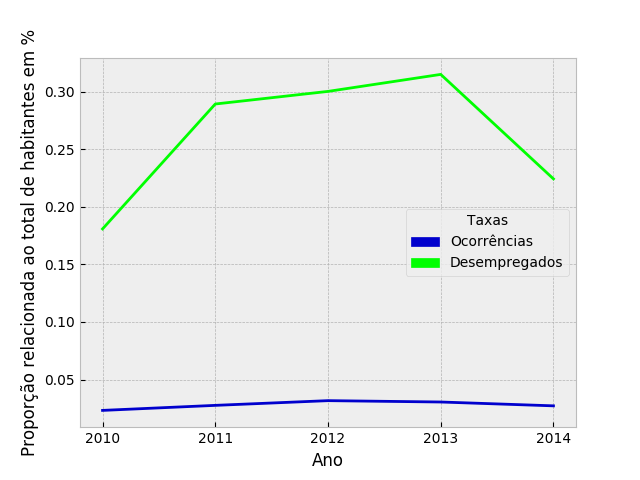 Proporção relacionada ao total de habitantes em %
0.30
0.25
0.20
0.15
0.10
0.05
Taxas
Ocorrências
Desempregados
2010 2011 2012 2013 2014
Ano